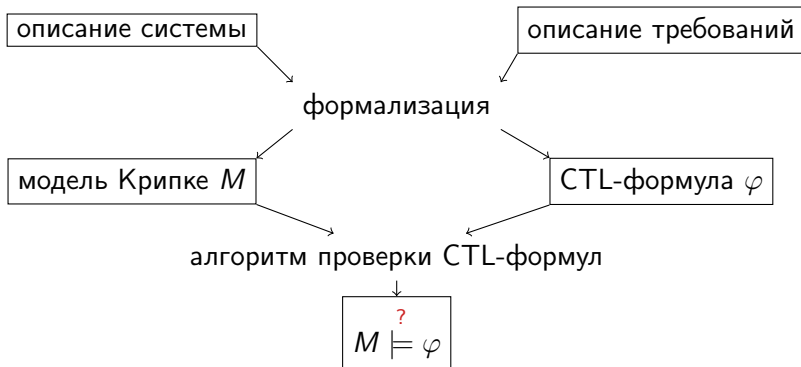 описание системы
описание требований
формализация
модель Крипке M
CTL-формула φ
алгоритм проверки CTL-формул
?
M ⊨ φ